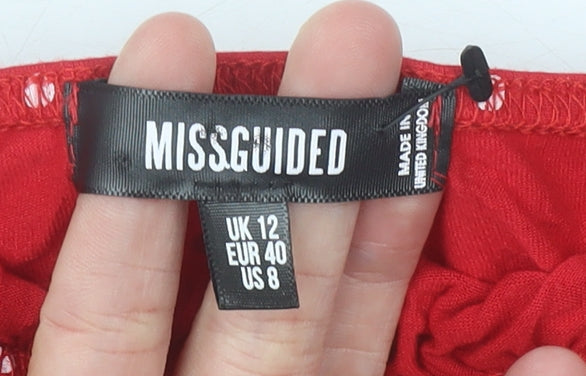 MISSGUIDED
MADE IN
UNITED KINGDOM
UK 12
EUR 40
US 8